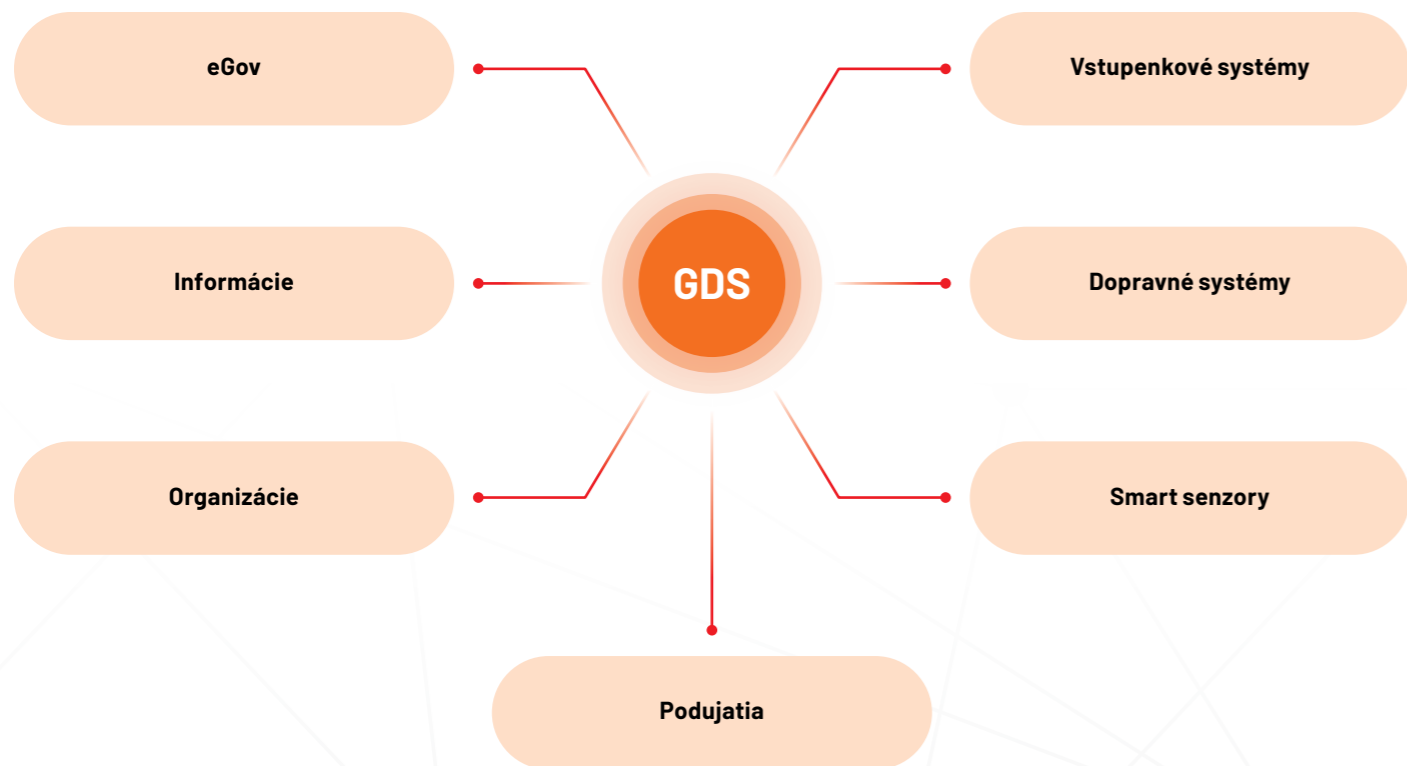 eGov
Vstupenkové systémy
Informácie
GDS
Dopravné systémy
Organizácie
Smart senzory
Podujatia